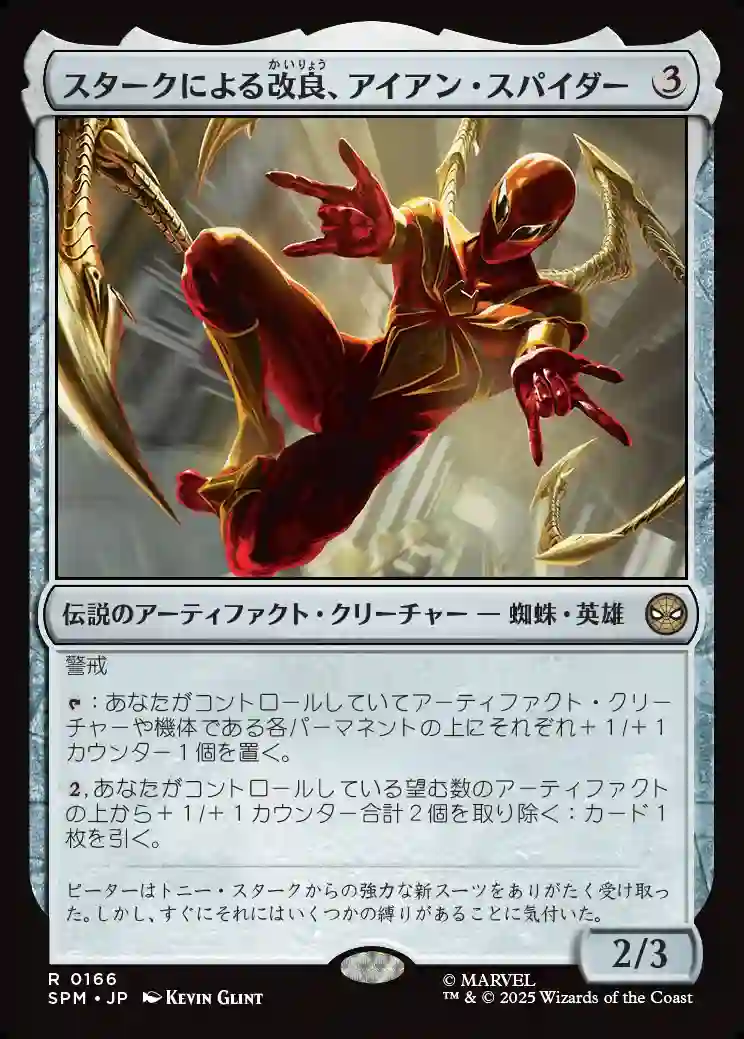 かいりょう
スタークによる改良、アイアン・スパイダー 3
伝説のアーティファクト・クリーチャー — 蜘蛛・英雄
警戒
：あなたがコントロールしていてアーティファクト・クリー
チャーや機体である各パーマネントの上にそれぞれ＋１/＋１
カウンター１個を置く。
2,あなたがコントロールしている望む数のアーティファクト
の上から＋１/＋１カウンター合計２個を取り除く：カード１
枚を引く。
ピーターはトニー・スタークからの強力な新スーツをありがたく受け取っ
た。しかし、すぐにそれにはいくつかの縛りがあることに気付いた。
2/3
R 0166
SPM • JP Kevin Glint
© MARVEL
™ & © 2025 Wizards of the Coast